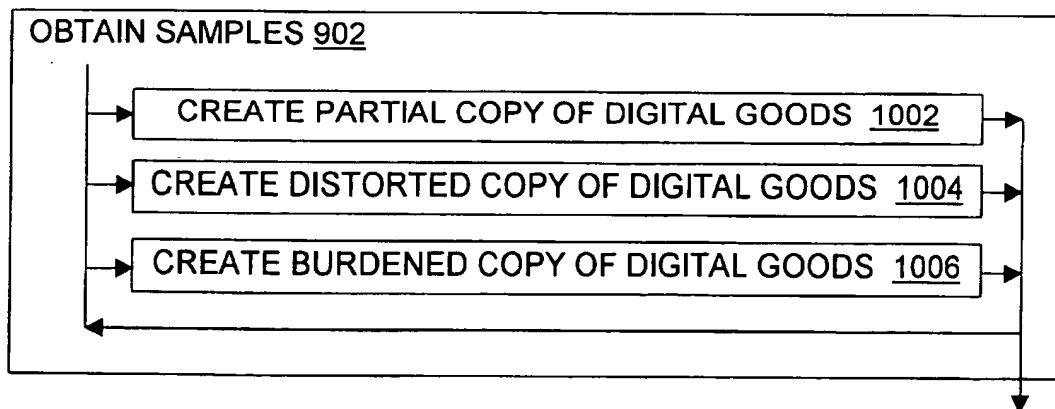 OBTAIN SAMPLES 902
CREATE PARTIAL COPY OF DIGITAL GOODS 1002
CREATE DISTORTED COPY OF DIGITAL GOODS 1004
CREATE BURDENED COPY OF DIGITAL GOODS 1006